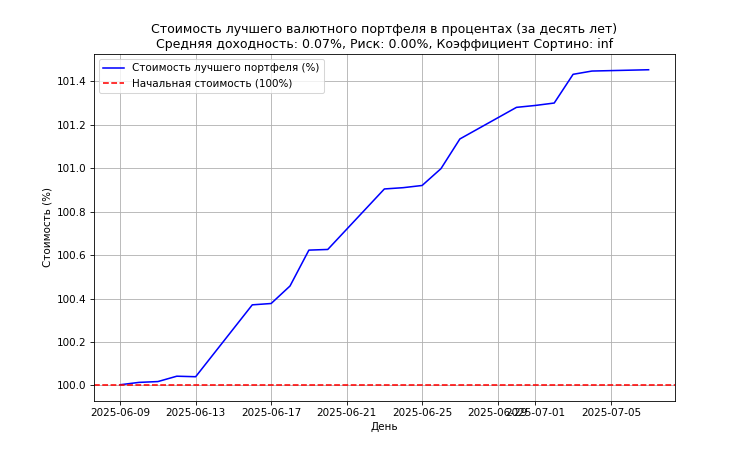 Стоимость лучшего валютного портфеля в процентах (за десять лет)
Средняя доходность: 0.07%, Риск: 0.00%, Коэффициент Сортино: inf
Стоимость лучшего портфеля (%)
Начальная стоимость (100%)
Стоимость (%)
101.4
101.2
101.0
100.8
100.6
100.4
100.2
100.0
2025-06-09 2025-06-13 2025-06-17 2025-06-21 2025-06-25 2025-06-29 2025-07-01 2025-07-05
День